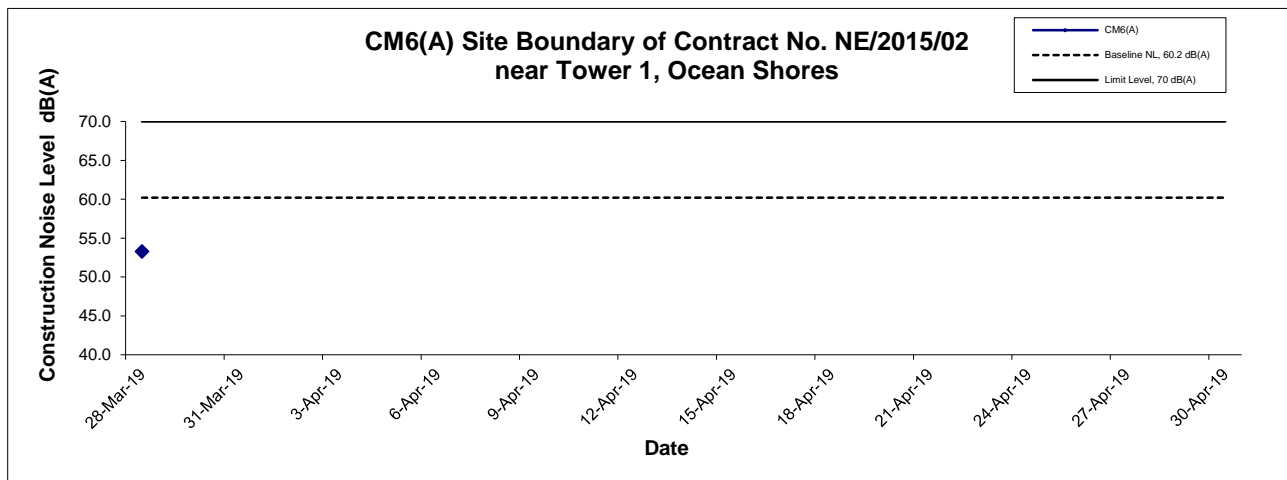 CM6(A) Site Boundary of Contract No. NE/2015/02
near Tower 1, Ocean Shores
CM6(A)
Baseline NL, 60.2 dB(A)
Limit Level, 70 dB(A)
Construction Noise Level dB(A)
70.0
65.0
60.0
55.0
50.0
45.0
40.0
28-Mar-19
31-Mar-19
3-Apr-19
6-Apr-19
9-Apr-19
12-Apr-19
15-Apr-19
18-Apr-19
21-Apr-19
24-Apr-19
27-Apr-19
30-Apr-19
Date